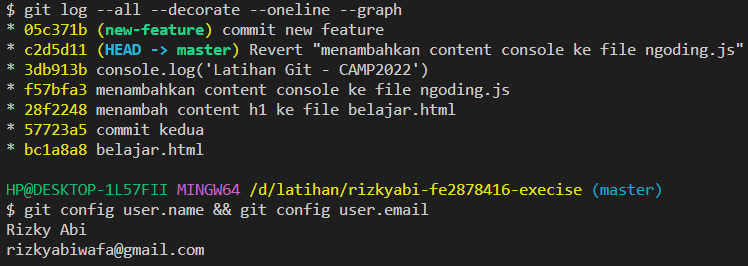 $ git log --all --decorate --oneline --graph
* 05c371b (new-feature) commit new feature
* c2d5d11 (HEAD -> master) Revert "menambahkan content console ke file ngoding.js"
* 3db913b console.log('Latihan Git - CAMP2022')
* f57bfa3 menambahkan content console ke file ngoding.js
* 28f2248 menambah content h1 ke file belajar.html
* 57723a5 commit kedua
* bc1a8a8 belajar.html
HP@DESKTOP-1L57FII MINGW64 /d/latihan/rizkyabi-fe2878416-execise (master)
$ git config user.name && git config user.email
Rizky Abi
rizkyabiwafa@gmail.com